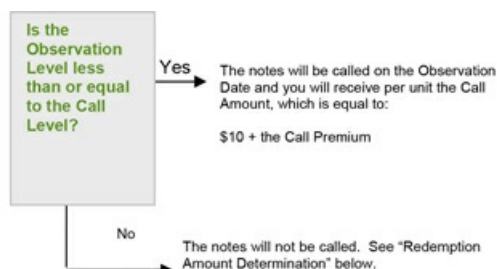 Is the
Observation
Level less
than or equal
to the Call
Level?
Yes
The notes will be called on the Observation
Date and you will receive per unit the Call
Amount, which is equal to:
$10 + the Call Premium
No
The notes will not be called. See “Redemption
Amount Determination” below.